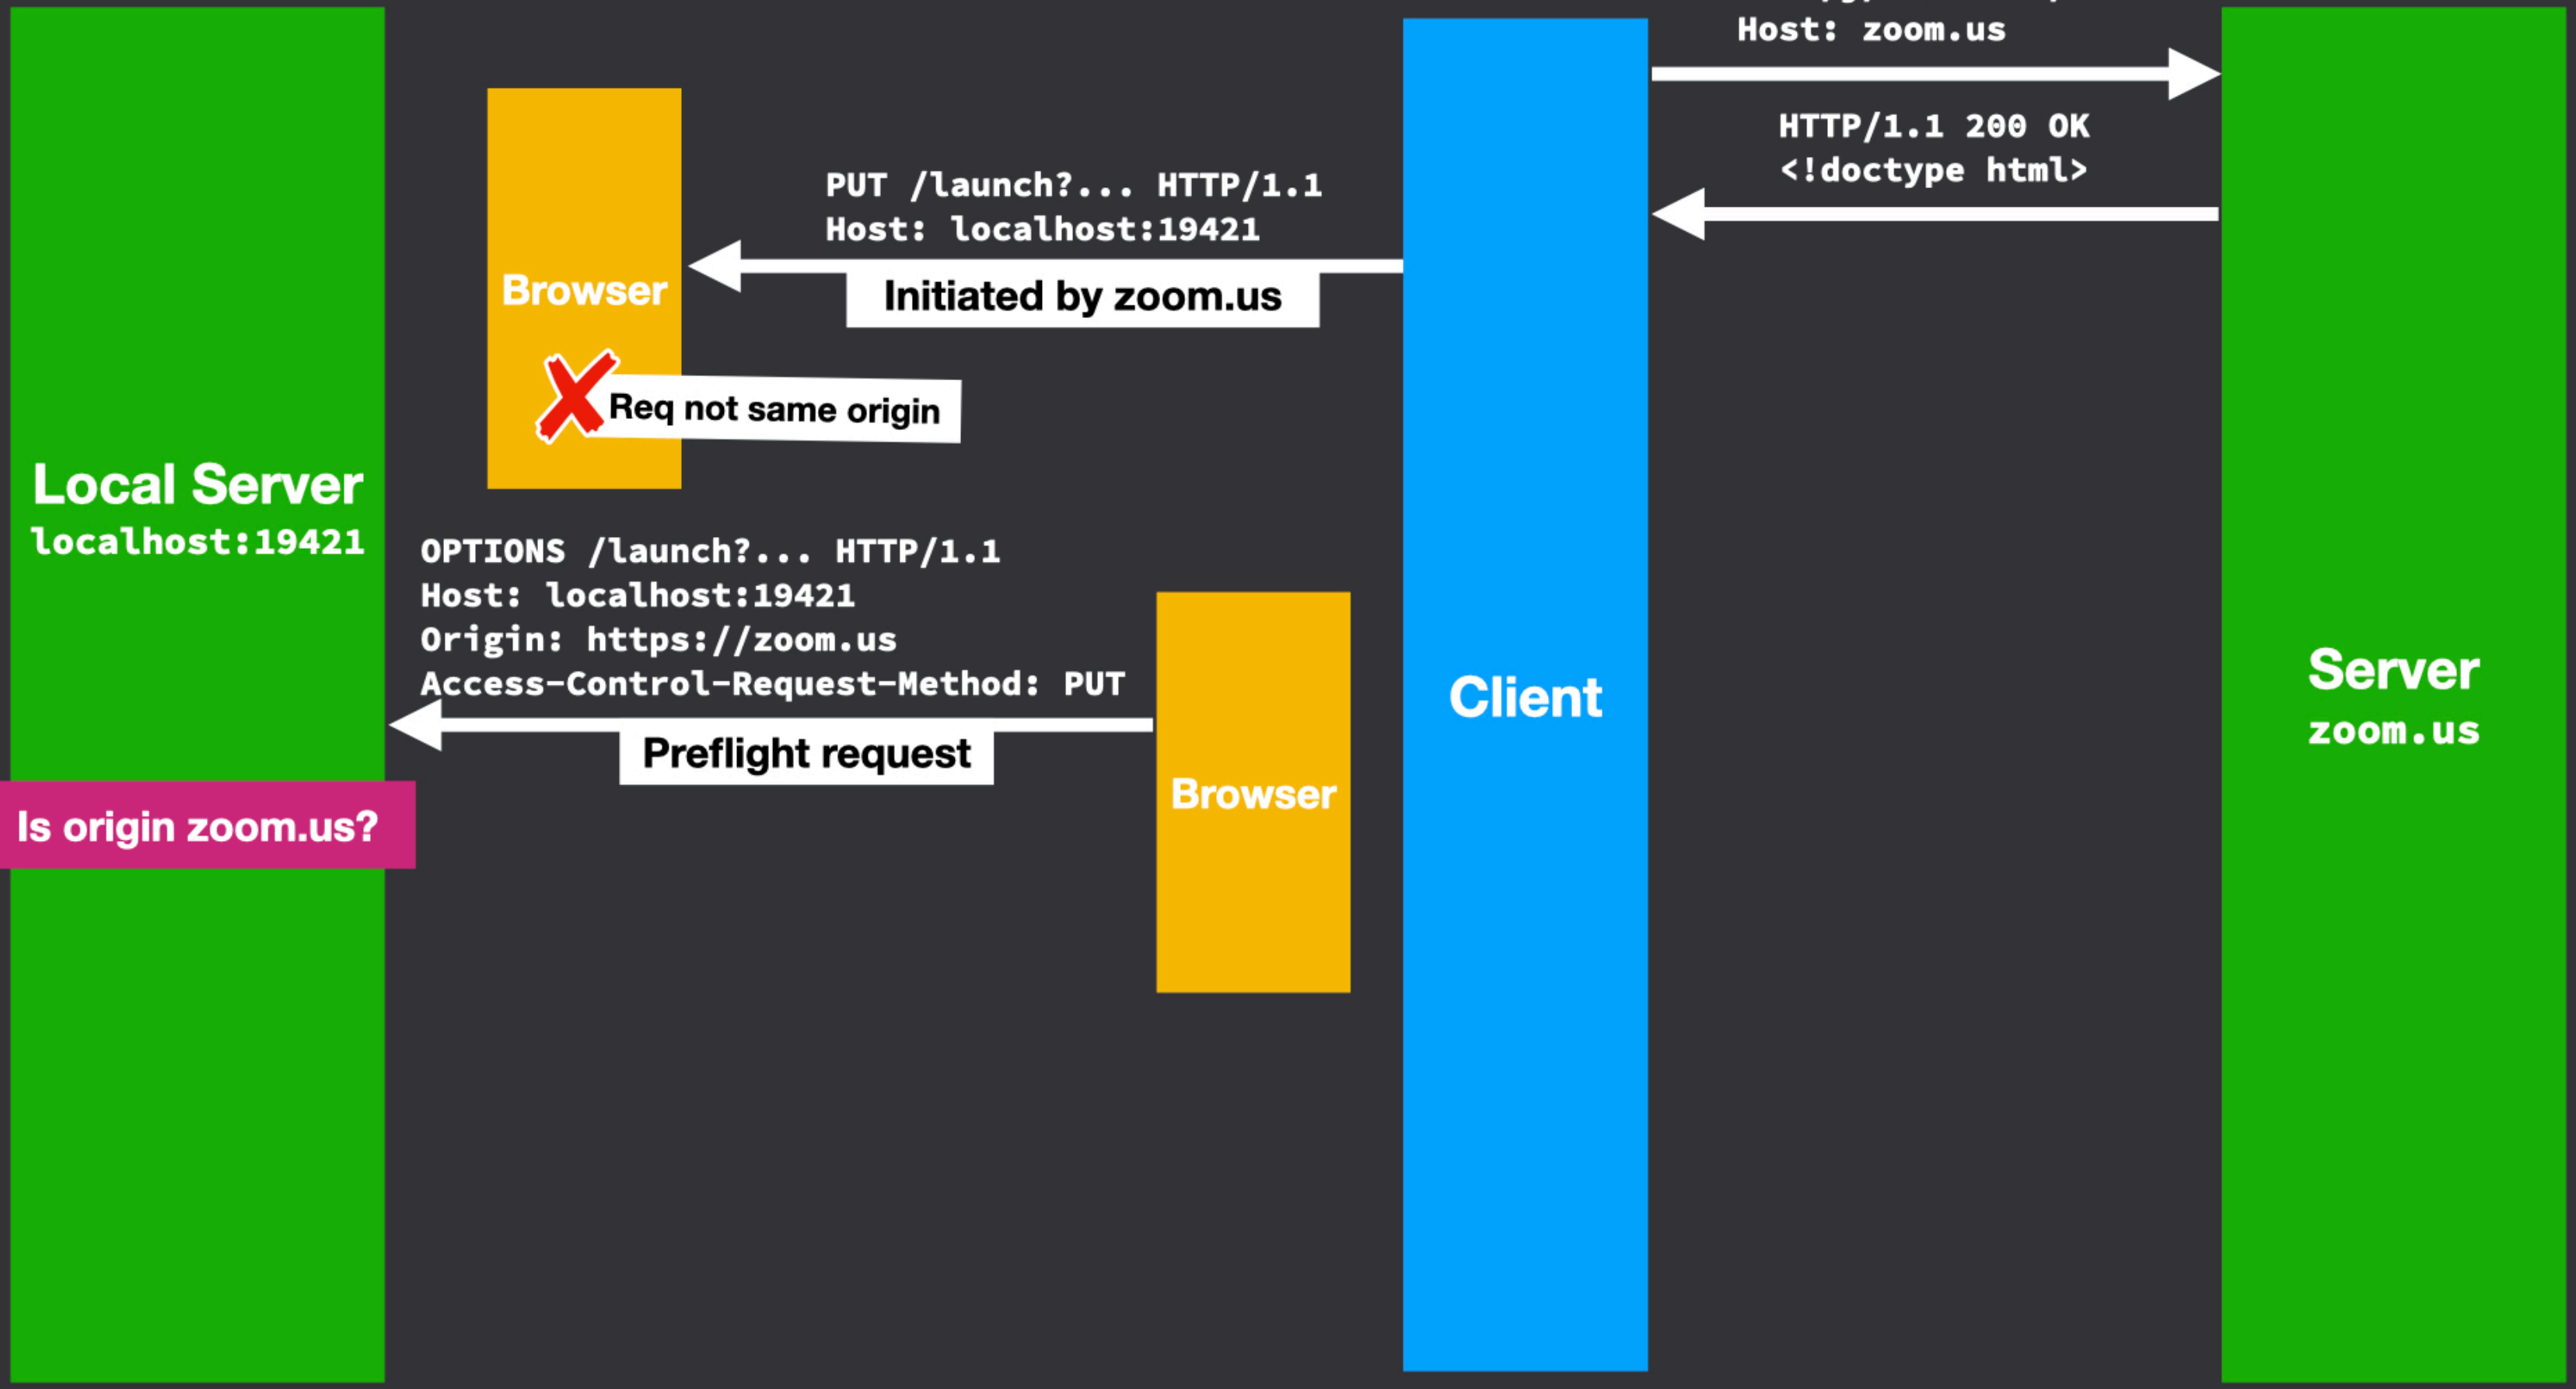 Host: zoom.us
HTTP/1.1 200 OK
<!doctype html>
PUT /launch?... HTTP/1.1
Host: localhost:19421
Initiated by zoom.us
Browser
Req not same origin
Local Server
localhost:19421
OPTIONS /launch?... HTTP/1.1
Host: localhost:19421
Origin: https://zoom.us
Access-Control-Request-Method: PUT
Preflight request
Browser
Is origin zoom.us?
Client
Server
zoom.us